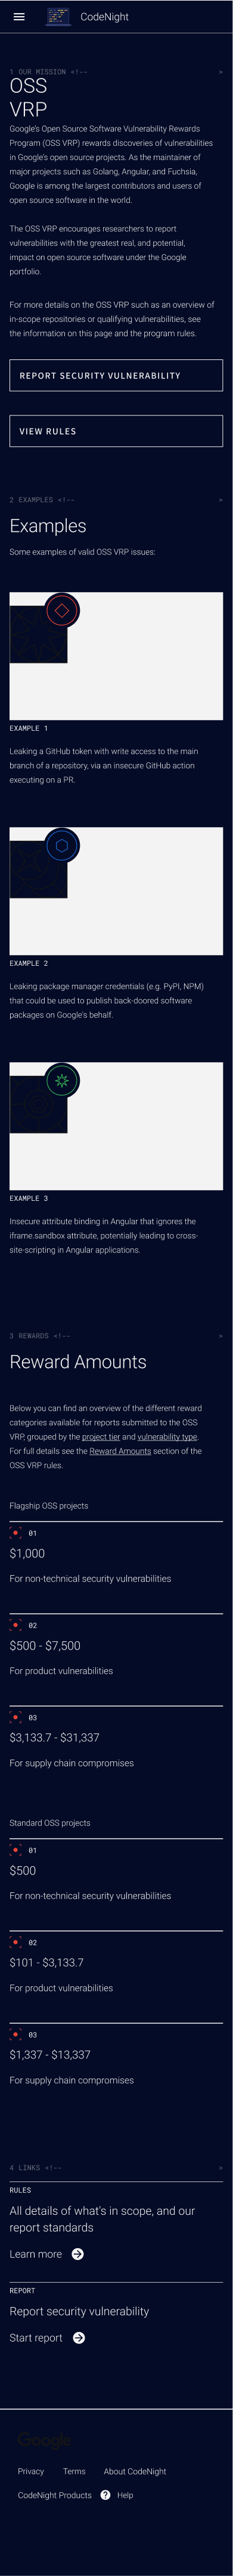 CodeNight
1 OUR MISSION <!-- >
OSS
VRP
Google's Open Source Software Vulnerability Rewards
Program (OSS VRP) rewards discoveries of vulnerabilities
in Google's open source projects. As the maintainer of
major projects such as Golang, Angular, and Fuchsia,
Google is among the largest contributors and users of
open source software in the world.
The OSS VRP encourages researchers to report
vulnerabilities with the greatest real, and potential,
impact on open source software under the Google
portfolio.
For more details on the OSS VRP such as an overview of
in-scope repositories or qualifying vulnerabilities, see
the information on this page and the program rules.
REPORT SECURITY VULNERABILITY
VIEW RULES
2 EXAMPLES <!-- >
Examples
Some examples of valid OSS VRP issues:
EXAMPLE 1
Leaking a GitHub token with write access to the main
branch of a repository, via an insecure GitHub action
executing on a PR.
EXAMPLE 2
Leaking package manager credentials (e.g. PyPI, NPM)
that could be used to publish back-doored software
packages on Google's behalf.
EXAMPLE 3
Insecure attribute binding in Angular that ignores the
iframe.sandbox attribute, potentially leading to cross-
site-scripting in Angular applications.
3 REWARDS <!-- >
Reward Amounts
Below you can find an overview of the different reward
categories available for reports submitted to the OSS
VRP, grouped by the project tier and vulnerability type.
For full details see the Reward Amounts section of the
OSS VRP rules.
Flagship OSS projects
01
$1,000
For non-technical security vulnerabilities
02
$500 - $7,500
For product vulnerabilities
03
$3,133.7 - $31,337
For supply chain compromises
Standard OSS projects
01
$500
For non-technical security vulnerabilities
02
$101 - $3,133.7
For product vulnerabilities
03
$1,337 - $13,337
For supply chain compromises
4 LINKS <!-- >
RULES
All details of what's in scope, and our
report standards
Learn more
REPORT
Report security vulnerability
Start report
Google
Privacy Terms About CodeNight
CodeNight Products ? Help